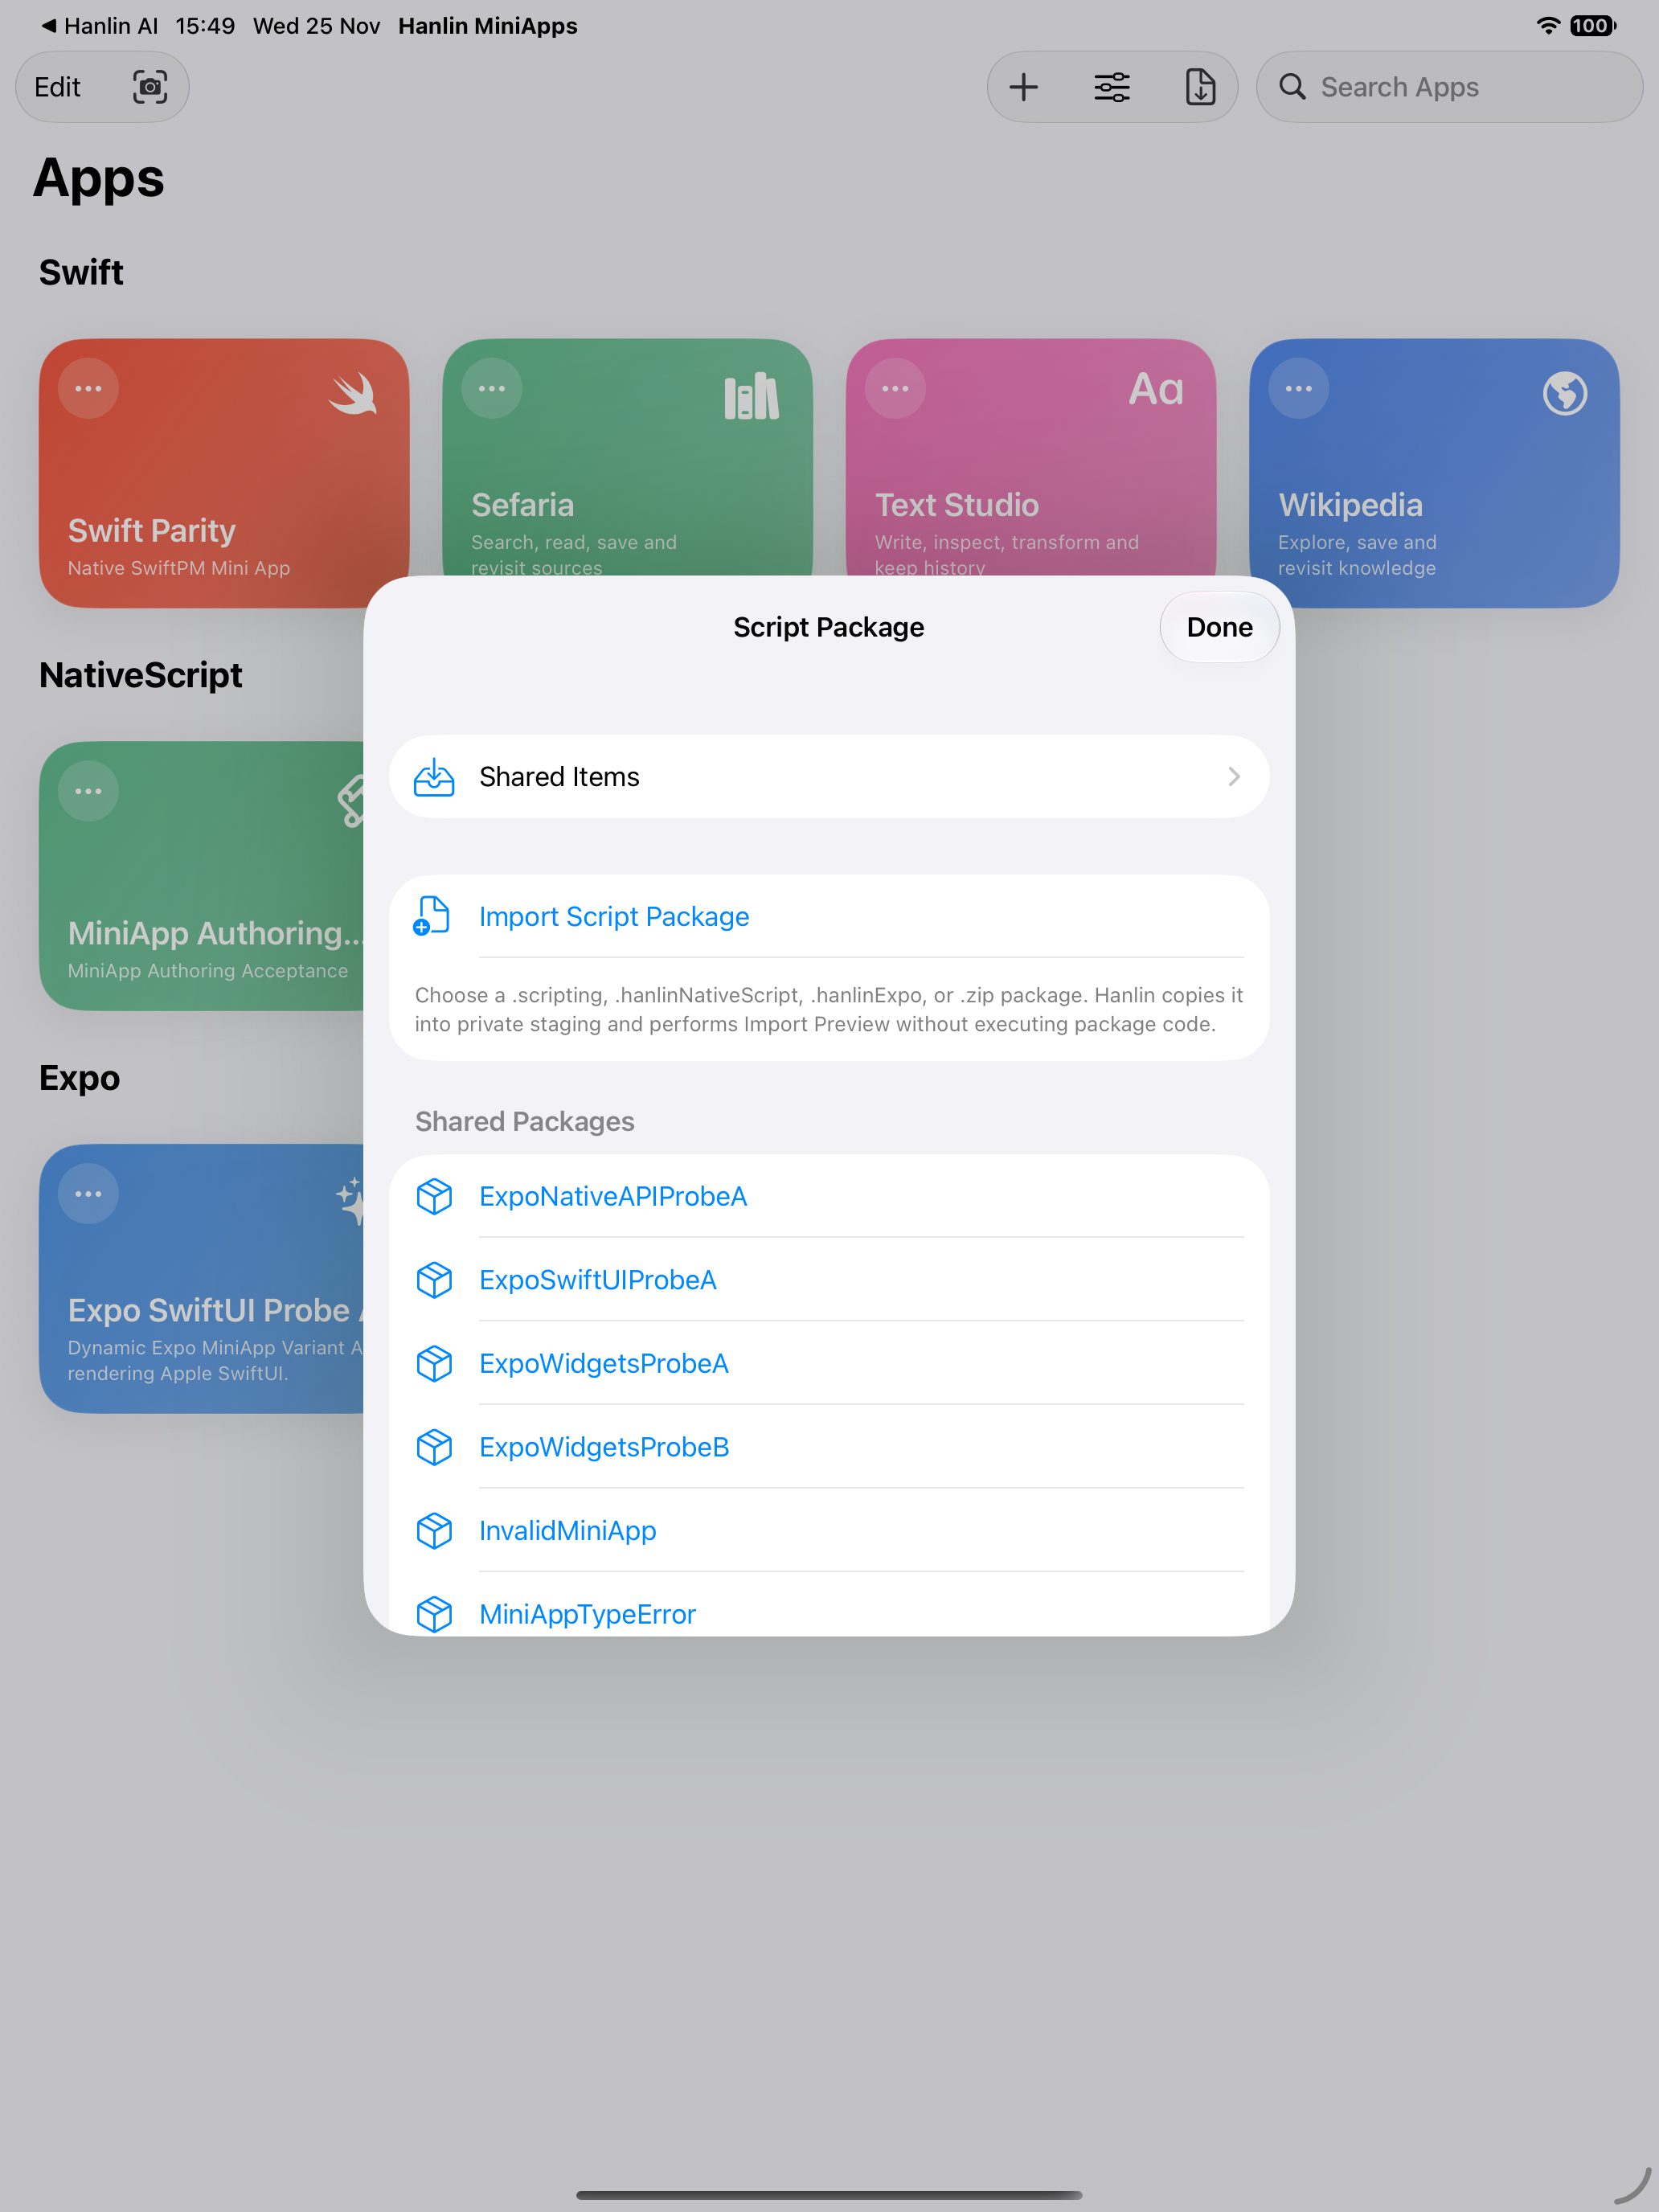 Hanlin AI 15:49 Wed 25 Nov Hanlin MiniApps
100
Edit
Search Apps
Apps
Swift
Swift Parity
Native SwiftPM Mini App
Sefaria
Search, read, save and
revisit sources
Aa
Text Studio
Write, inspect, transform and
keep history
Wikipedia
Explore, save and
revisit knowledge
NativeScript
MiniApp Authoring...
MiniApp Authoring Acceptance
Expo
Expo SwiftUI Probe
Dynamic Expo MiniApp Variant A
rendering Apple SwiftUI.
Script Package
Done
Shared Items
Import Script Package
Choose a .scripting, .hanlinNativeScript, .hanlinExpo, or .zip package. Hanlin copies it
into private staging and performs Import Preview without executing package code.
Shared Packages
ExpoNativeAPIProbeA
ExpoSwiftUIProbeA
ExpoWidgetsProbeA
ExpoWidgetsProbeB
InvalidMiniApp
MiniAppTypeError